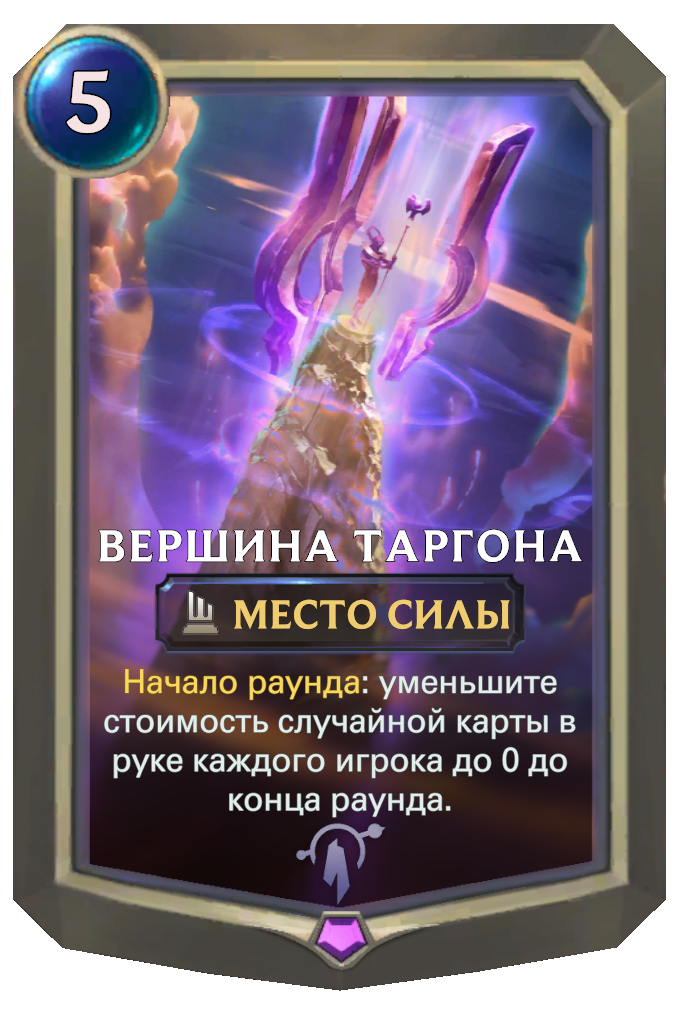 5
ВЕРШИНА ТАРГОНА
МЕСТО СИЛЫ
Начало раунда: уменьшите
стоимость случайной карты в
руке каждого игрока до 0 до
конца раунда.